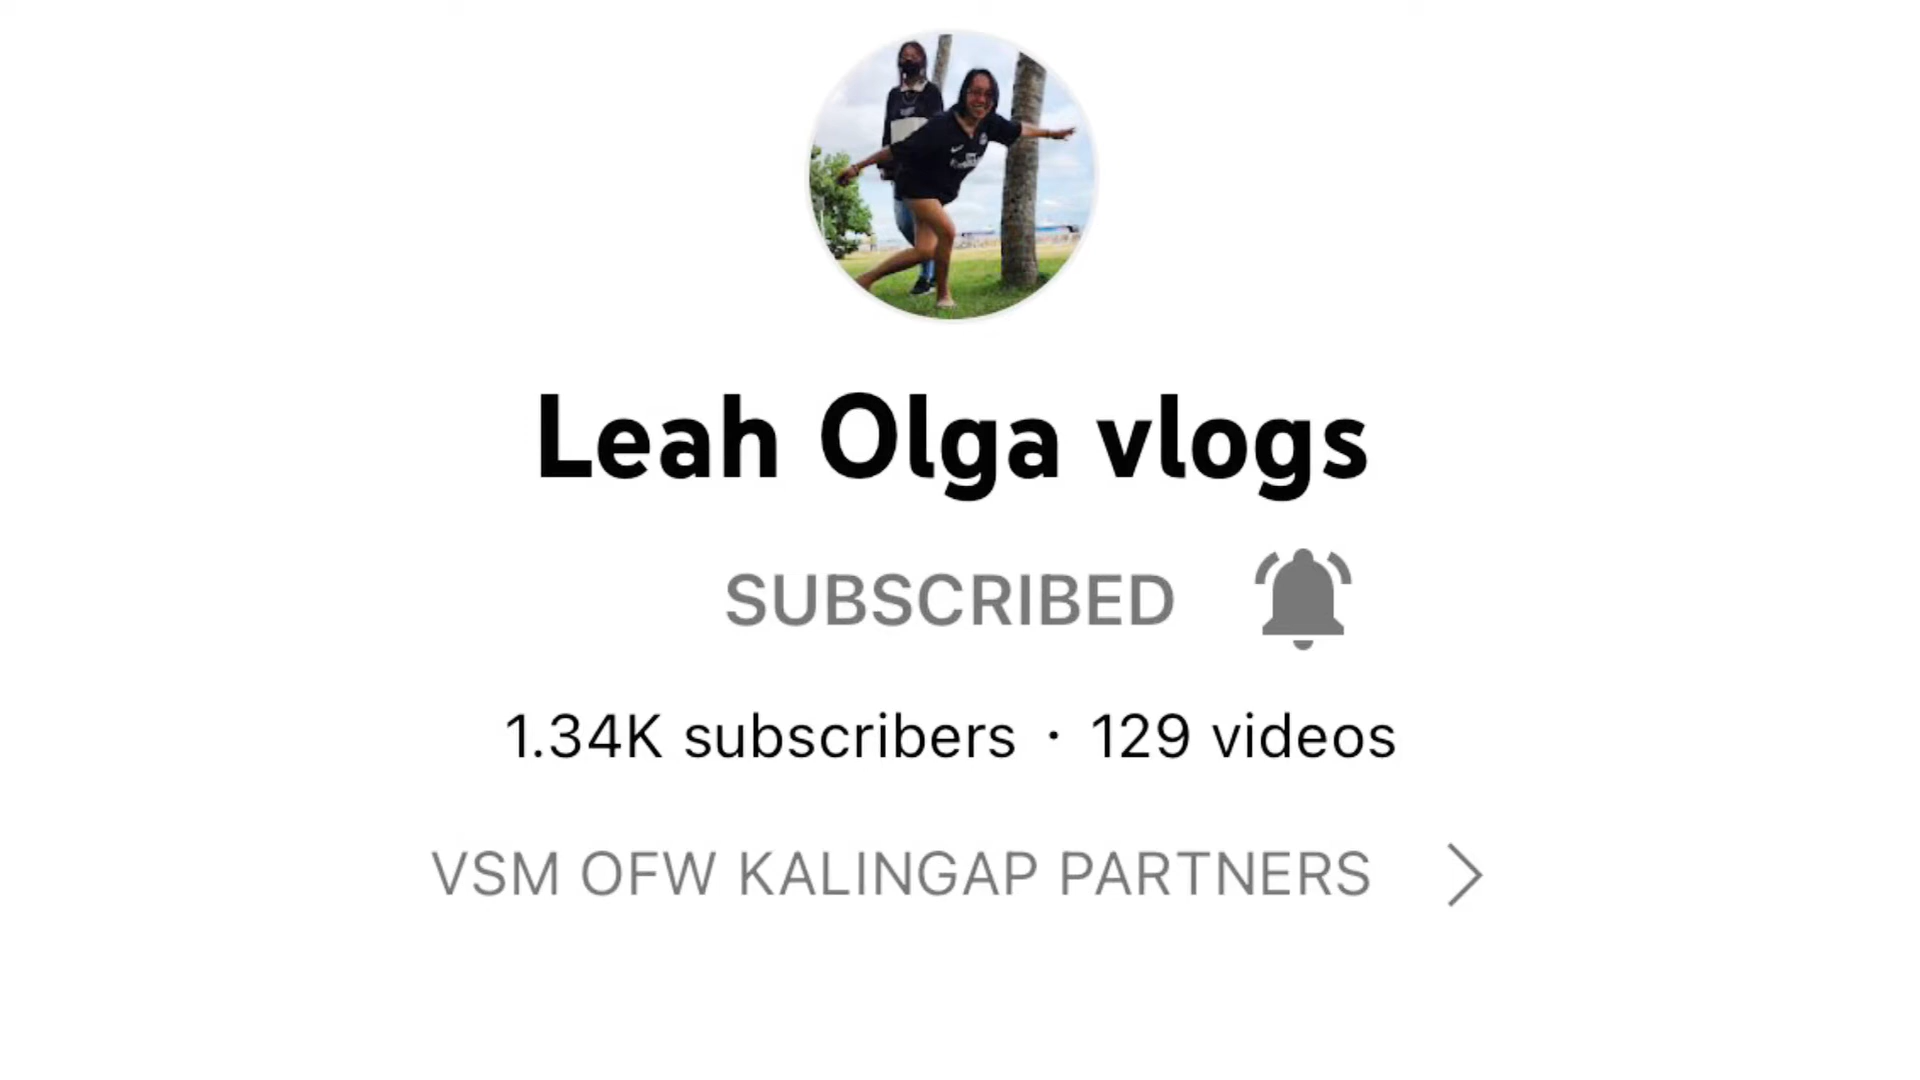 Leah Olga vlogs
SUBSCRIBED
1.34K subscribers · 129 videos
VSM OFW KALINGAP PARTNERS